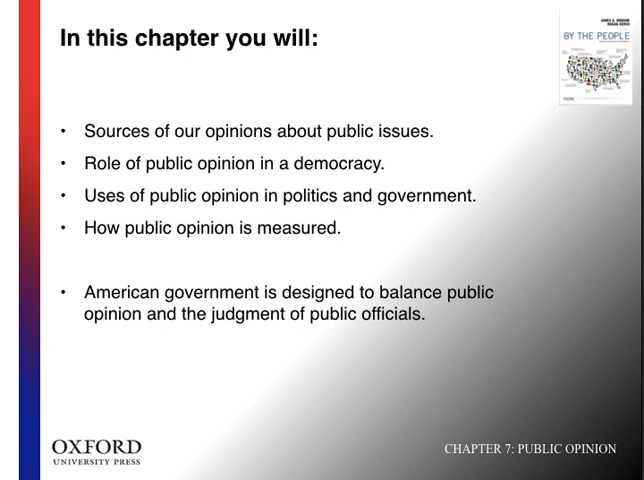 In this chapter you will:
JAMES A. MORONE
ROGAN KERSH
BY THE PEOPLE
• Sources of our opinions about public issues.
• Role of public opinion in a democracy.
• Uses of public opinion in politics and government.
• How public opinion is measured.
• American government is designed to balance public
opinion and the judgment of public officials.
OXFORD
UNIVERSITY PRESS
CHAPTER 7: PUBLIC OPINION